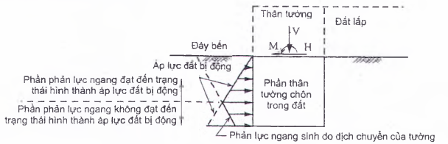 Thân tường
Đất lấp
V
M
H
Đáy bến
Áp lực đất bị động
Phần phản lực ngang đạt đến trạng
thái hình thành áp lực đất bị động
Phần phản lực ngang không đạt đến
trạng thái hình thành áp lực đất bị động
Phần thân
tường chôn
trong đất
Phản lực ngang sinh do dịch chuyển của tường